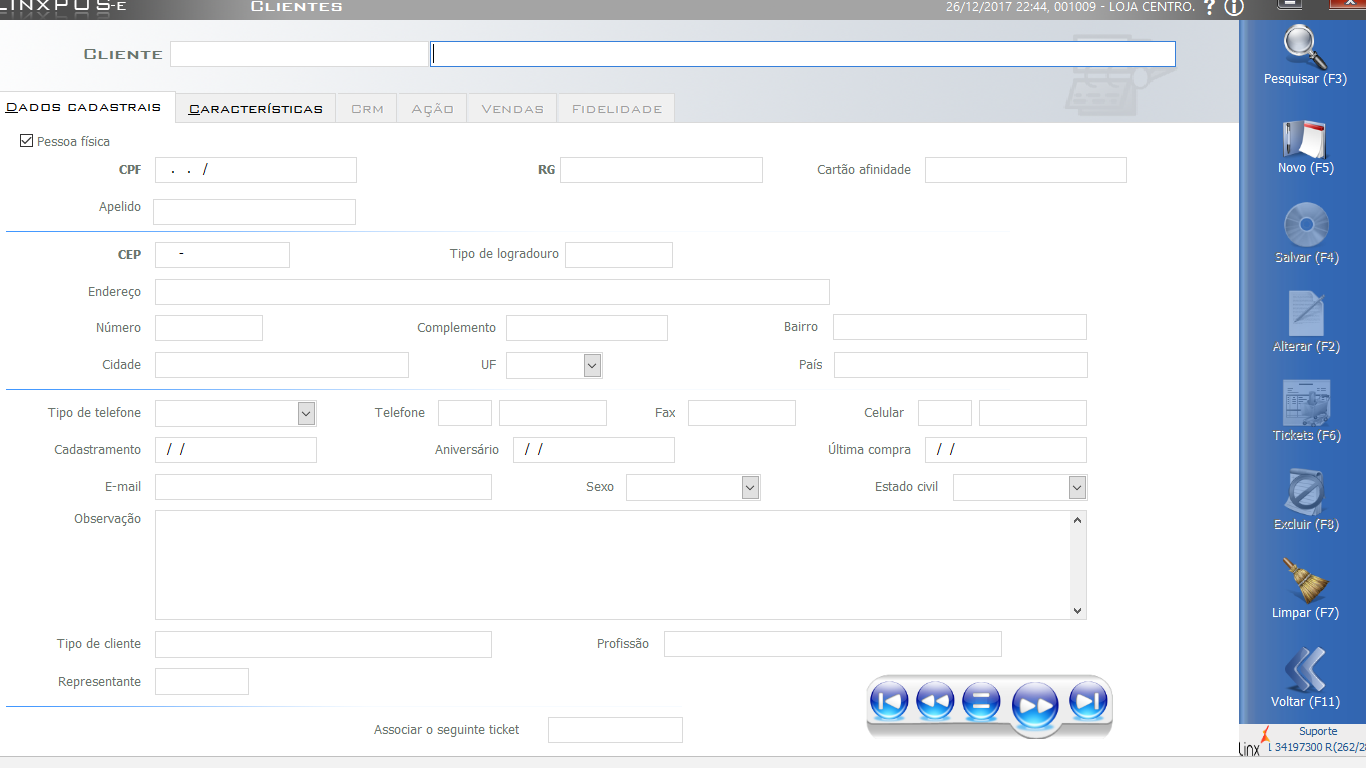 LINXPOS-E CLIENTES 26/12/2017 22:44, 001009 - LOJA CENTRO. ?
CLIENTE
Pesquisar (F3)
DADOS CADASTRAIS CARACTERÍSTICAS CRM AÇÃO VENDAS FIDELIDADE
Pessoa física
CPF . . / RG Cartão afinidade
Novo (F5)
Apelido
CEP - Tipo de logradouro
Salvar (F4)
Endereço
Número Complemento Bairro
Alterar (F2)
Cidade UF País
Tipo de telefone Telefone Fax Celular
Tickets (F6)
Cadastramento / / Aniversário / / Última compra / /
E-mail Sexo Estado civil
Observação
Excluir (F8)
Limpar (F7)
Tipo de cliente Profissão
Representante
Voltar (F11)
Associar o seguinte ticket
Suporte
linx 34197300 R(262/28